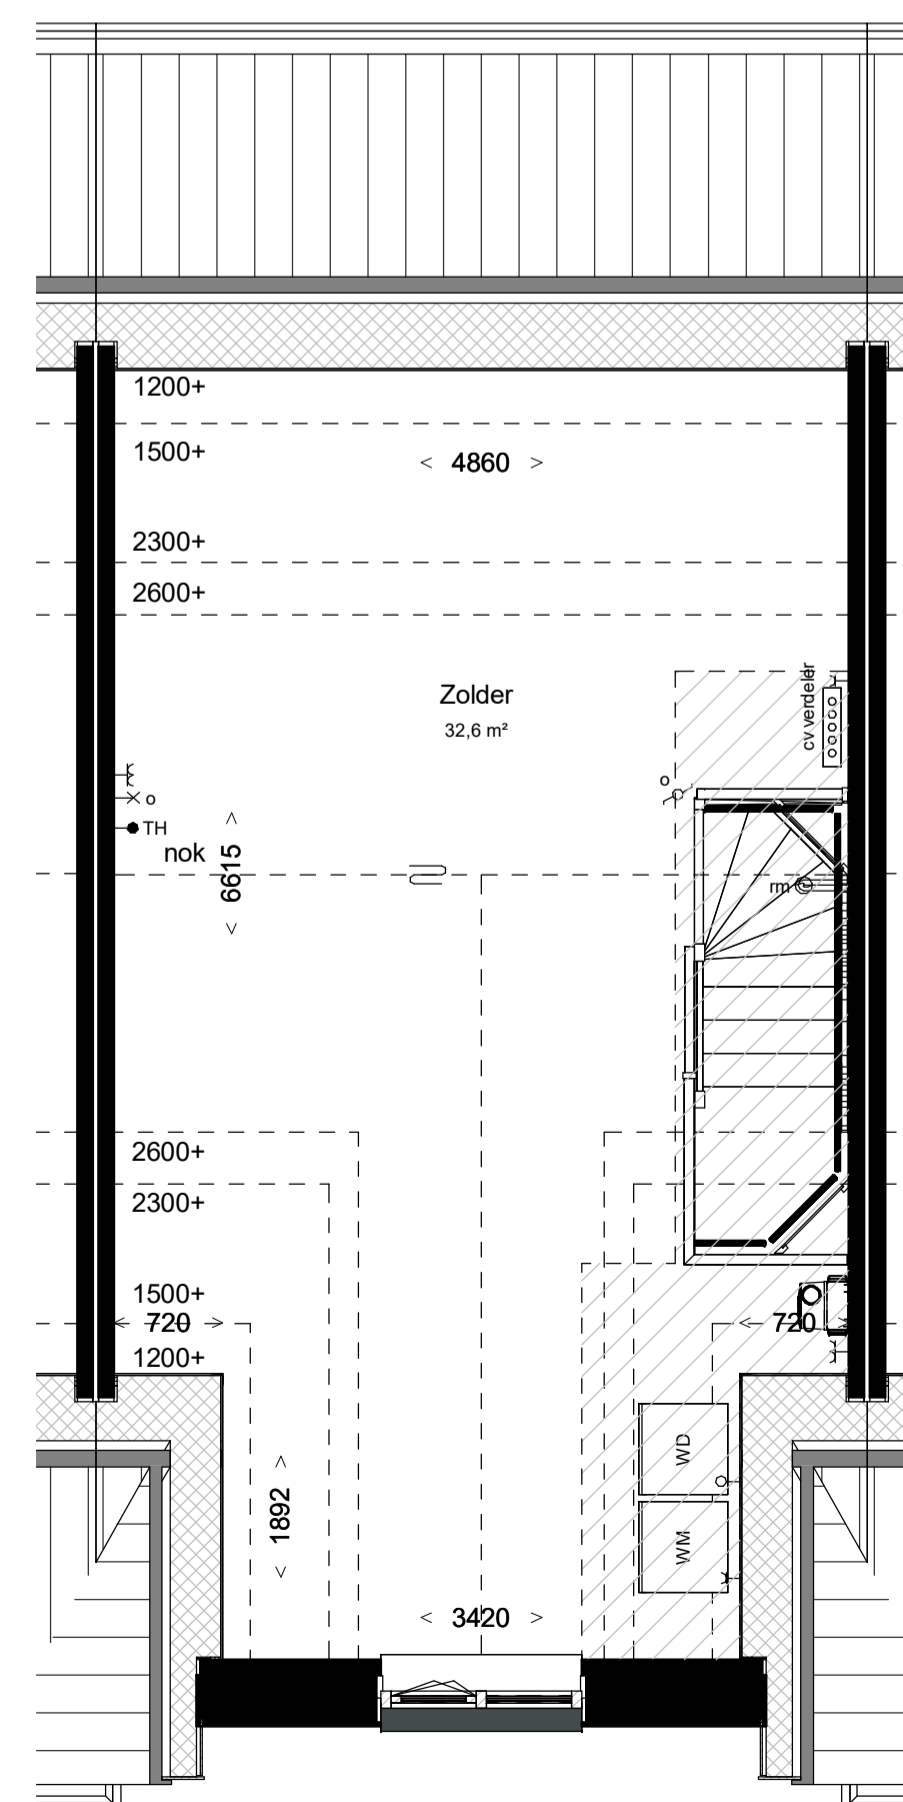 1200+
1500+
< 4860 >
2300+
2600+
Zolder
32,6 m²
cv verdeler
o
o
TH
nok
< 6615 >
rm
2600+
2300+
1500+
< 720 >
< 720 >
1200+
WD
< 1892 >
WM
< 3420 >